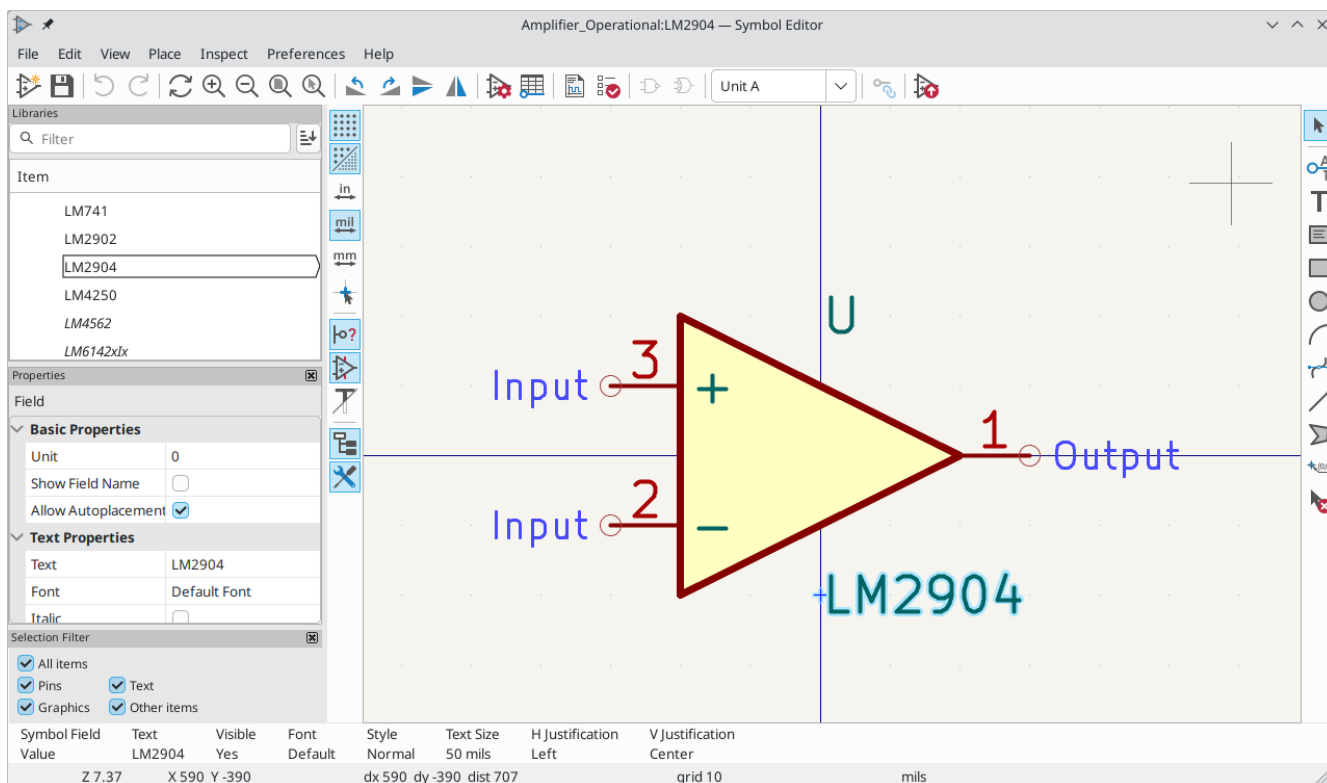 Amplifier_Operational:LM2904 — Symbol Editor
File Edit View Place Inspect Preferences Help
Unit A
Libraries
Filter
Item
LM741
LM2902
LM2904
LM4250
LM4562
LM6142xIx
Properties
Field
Basic Properties
Unit 0
Show Field Name
Allow Autoplacement
Text Properties
Text LM2904
Font Default Font
Italic
Selection Filter
All items
Pins Text
Graphics Other items
in
mil
mm
U
3
Input
+
1
Output
2
Input
−
LM2904
T
Symbol Field Text Visible Font Style Text Size H Justification V Justification
Value LM2904 Yes Default Normal 50 mils Left Center
Z 7.37 X 590 Y -390 dx 590 dy -390 dist 707 grid 10 mils